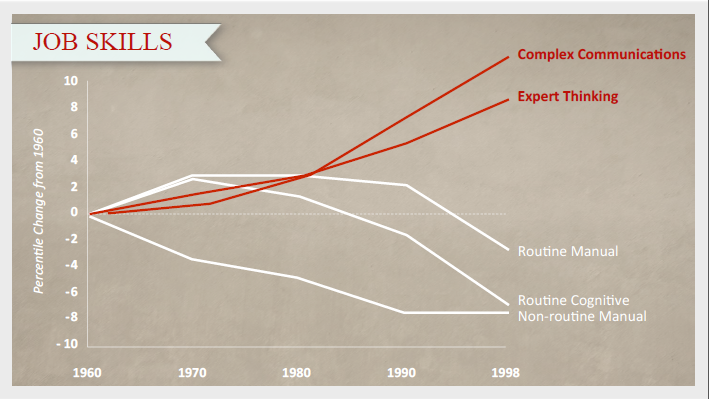 JOB SKILLS
Complex Communications
Expert Thinking
Percentile Change from 1960
10
8
6
4
2
0
-2
-4
-6
-8
-10
Routine Manual
Routine Cognitive
Non-routine Manual
1960 1970 1980 1990 1998